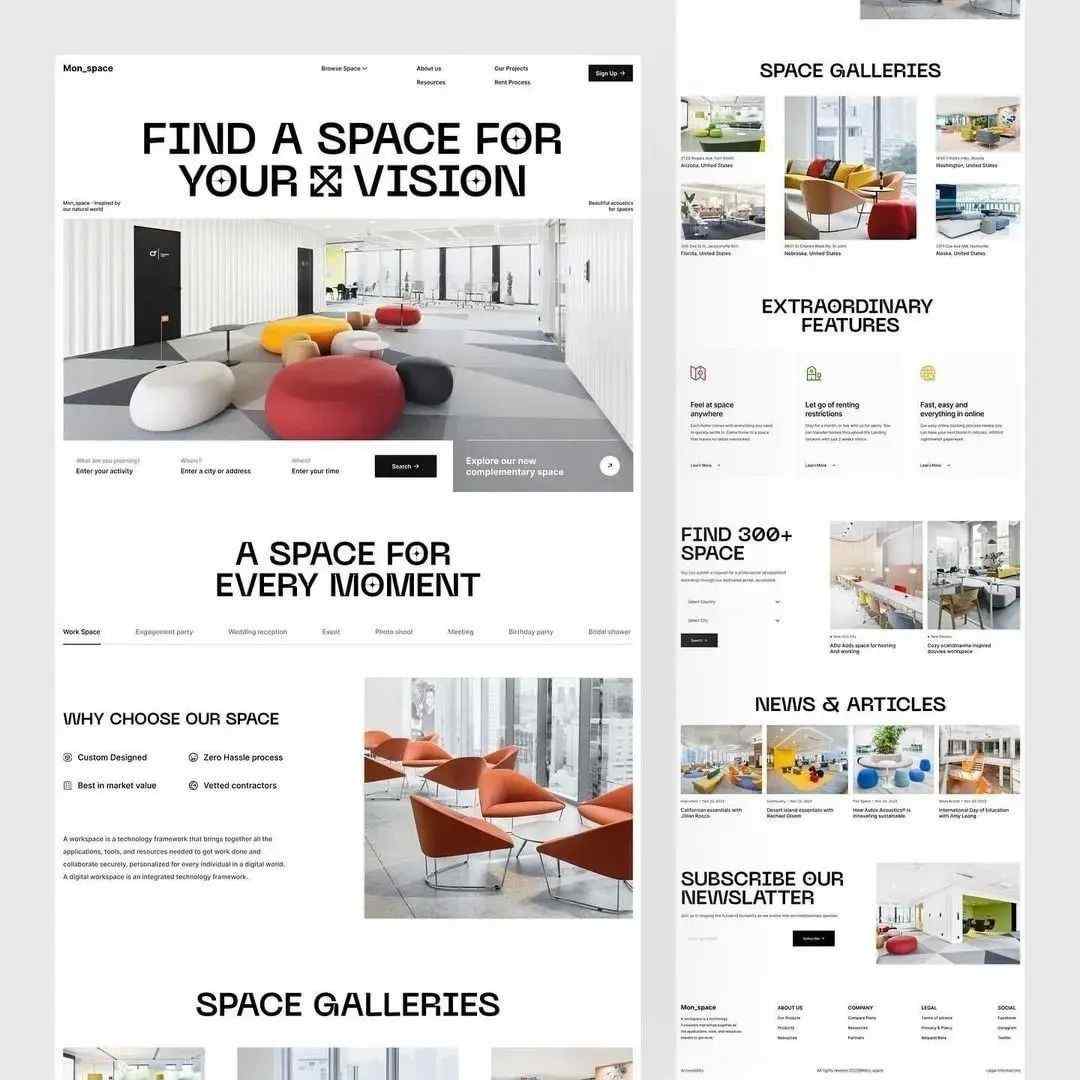 Mon_space
Browse Space
About us
Resources
Our Projects
Rent Process
Sign Up →
FIND A SPACE FOR
YOUR VISION
Mon_space - Inspired by
our natural world
Beautiful acoustics
for spaces
What are you planning?
Enter your activity
Where?
Enter a city or address
When?
Enter your time
Search →
Explore our new
complementary space
A SPACE FOR
EVERY MOMENT
Work Space
Engagement party
Wedding reception
Event
Photo shoot
Meeting
Birthday party
Bridal shower
WHY CHOOSE OUR SPACE
Custom Designed
Zero Hassle process
Best in market value
Vetted contractors
A workspace is a technology framework that brings together all the
applications, tools, and resources needed to get work done and
collaborate securely, personalized for every individual in a digital world.
A digital workspace is an integrated technology framework.
SPACE GALLERIES
SPACE GALLERIES
Arizona, United States
Florida, United States
Nebraska, United States
Washington, United States
Alaska, United States
EXTRAORDINARY
FEATURES
Feel at space
anywhere
Learn More →
Let go of renting
restrictions
Learn More →
Fast, easy and
everything in online
Learn More →
FIND 300+
SPACE
Select Country
Select City
Search →
ADU Aods space for hosting
And working
Cozy scandinavine inspired
douvles workspace
NEWS & ARTICLES
Californian essentials with
Jillian Rosco
Desert island essentials with
Rachael Olsem
How Autex Acoustics® is
innovating sustainable.
International Day of Education
with Amy Leong
SUBSCRIBE OUR
NEWSLATTER
Subscribe →
Mon_space
ABOUT US
Our Products
Products
Resources
COMPANY
Compare Plans
Resources
Partners
LEGAL
Terms of service
Privacy & Policy
Request Beta
SOCIAL
Facebook
Instagram
Twitter
Accessibility
Legal Informations